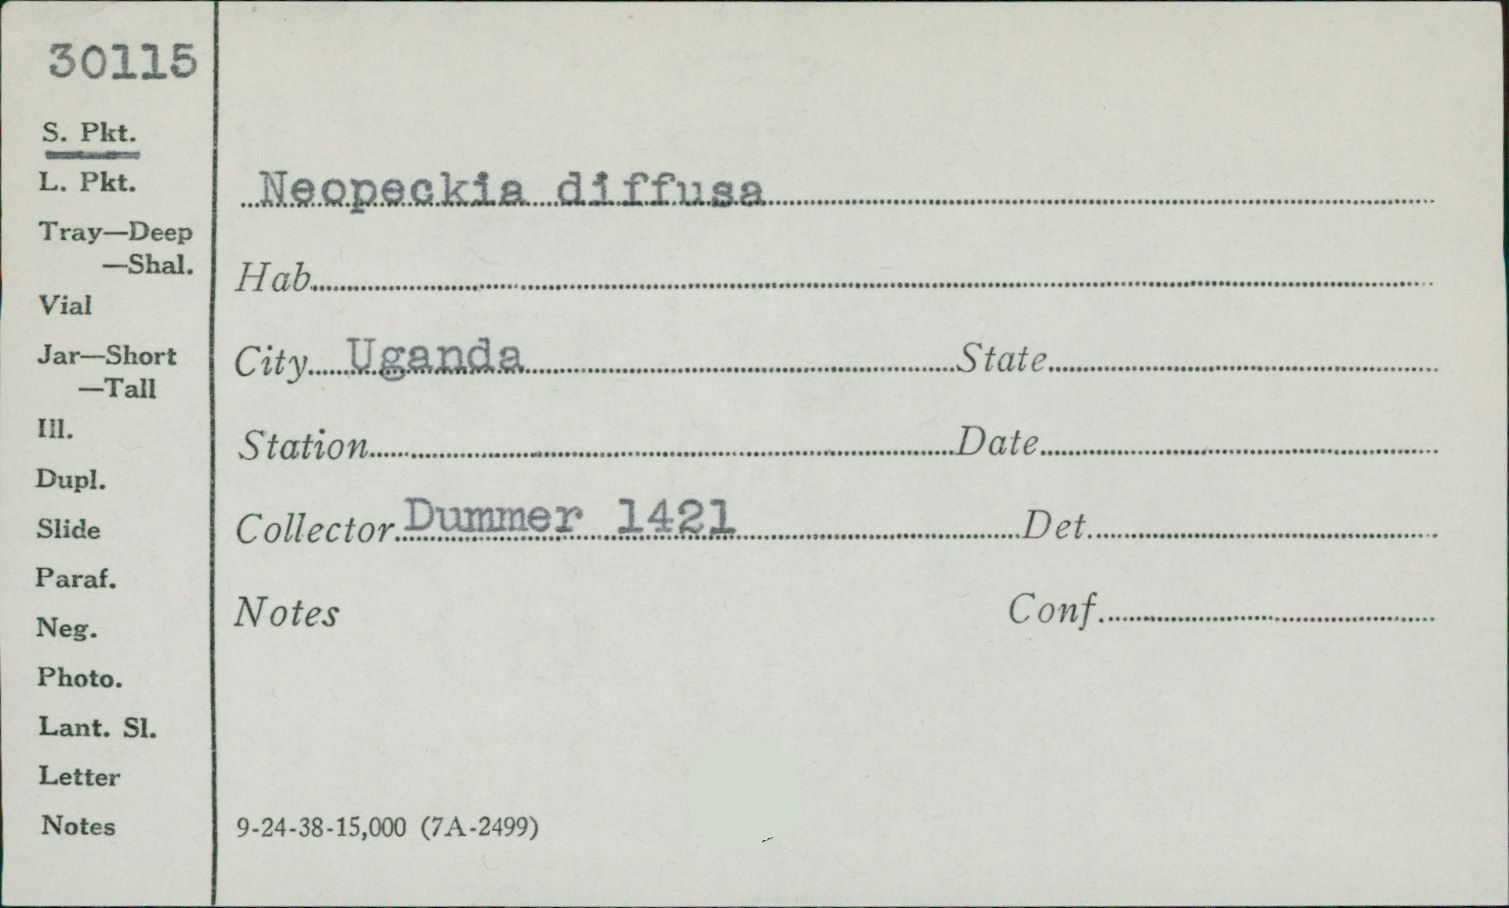 30115
S. Pkt.
L. Pkt.
Tray—Deep
—Shal.
Vial
Jar—Short
—Tall
Ill.
Dupl.
Slide
Paraf.
Neg.
Photo.
Lant. Sl.
Letter
Notes
Neopeckia diffusa
Hab.
City Uganda State
Station Date
Collector Dummer 1421 Det.
Notes Conf.
9-24-38-15,000 (7A-2499)